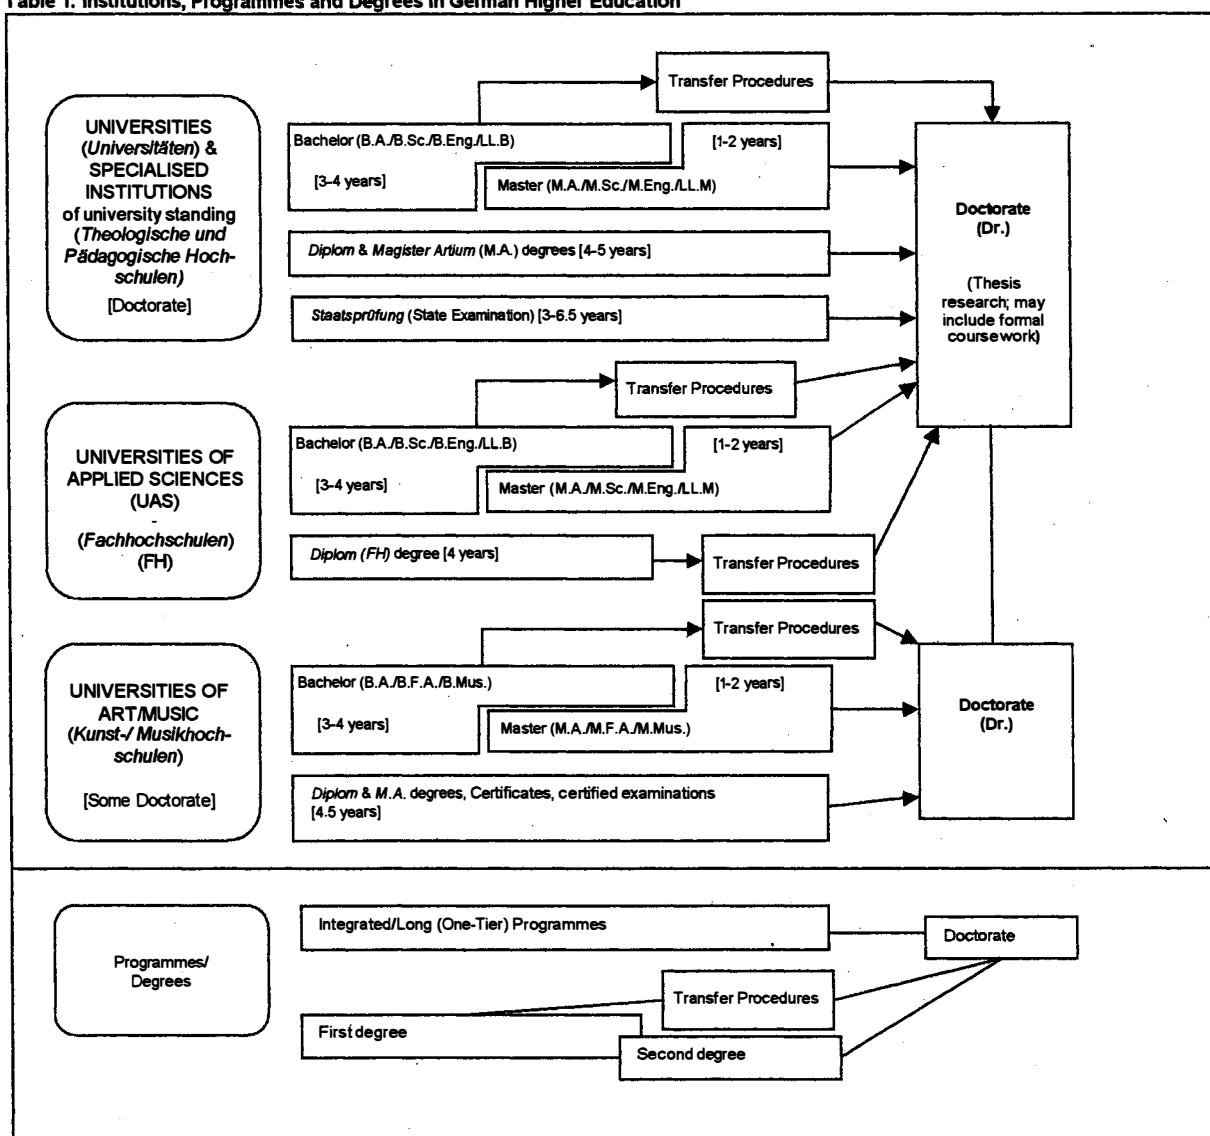 Table 1: Institutions, Programmes and Degrees in German Higher Education
UNIVERSITIES
(Universitäten) &
SPECIALISED
INSTITUTIONS
of university standing
(Theologische und
Pädagogische Hoch-
schulen)
[Doctorate]
Transfer Procedures
Bachelor (B.A./B.Sc./B.Eng./LL.B)
[3-4 years]
[1-2 years]
Master (M.A./M.Sc./M.Eng./LL.M)
Diplom & Magister Artium (M.A.) degrees [4-5 years]
Staatsprüfung (State Examination) [3-6.5 years]
Doctorate
(Dr.)
(Thesis
research; may
include formal
coursework)
UNIVERSITIES OF
APPLIED SCIENCES
(UAS)
-
(Fachhochschulen)
(FH)
Transfer Procedures
Bachelor (B.A./B.Sc./B.Eng./LL.B)
[3-4 years]
[1-2 years]
Master (M.A./M.Sc./M.Eng./LL.M)
Diplom (FH) degree [4 years]
Transfer Procedures
UNIVERSITIES OF
ART/MUSIC
(Kunst-/ Musikhoch-
schulen)
[Some Doctorate]
Transfer Procedures
Bachelor (B.A./B.F.A./B.Mus.)
[3-4 years]
[1-2 years]
Master (M.A./M.F.A./M.Mus.)
Diplom & M.A. degrees, Certificates, certified examinations
[4.5 years]
Doctorate
(Dr.)
Programmes/
Degrees
Integrated/Long (One-Tier) Programmes
Doctorate
Transfer Procedures
First degree
Second degree